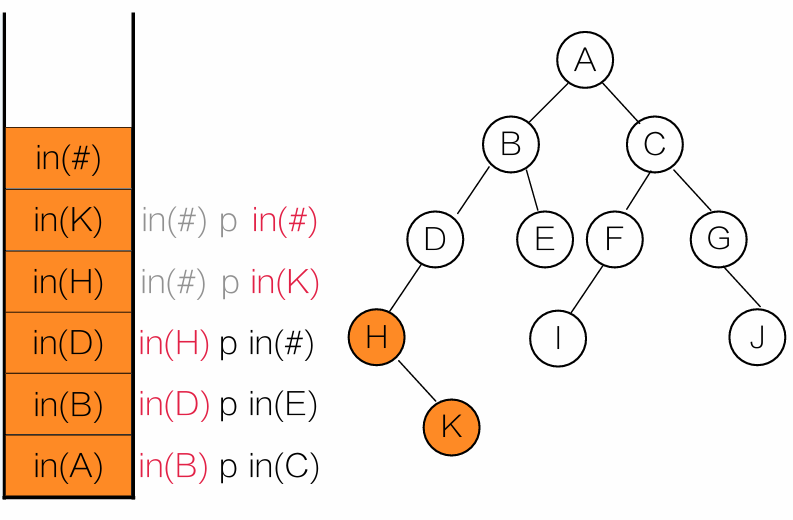 in(#)
in(K) in(#) p in(#)
in(H) in(#) p in(K)
in(D) in(H) p in(#)
in(B) in(D) p in(E)
in(A) in(B) p in(C)
A
B C
D E F G
H I J
K